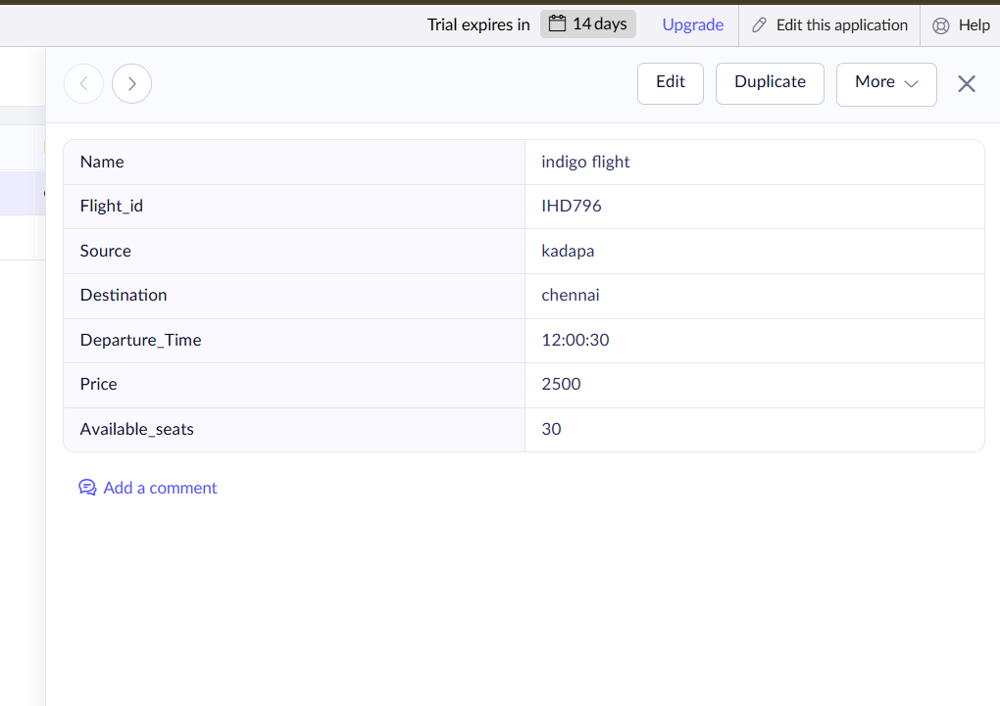 Trial expires in 14 days Upgrade Edit this application Help
Edit Duplicate More
Name indigo flight
Flight_id IHD796
Source kadapa
Destination chennai
Departure_Time 12:00:30
Price 2500
Available_seats 30
Add a comment